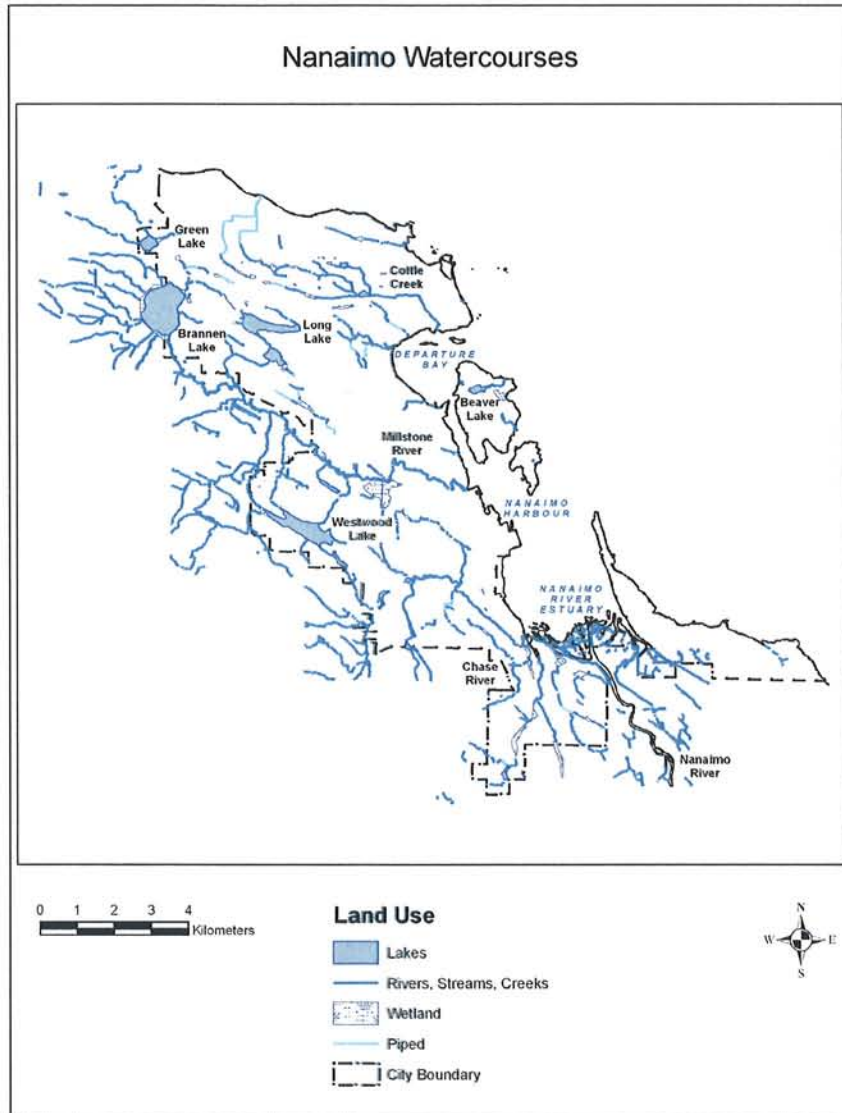 Nanaimo Watercourses
Green
Lake
Cottle
Creek
Brannen
Lake
Long
Lake
DEPARTURE
BAY
Beaver
Lake
Millstone
River
NANAIMO
HARBOUR
Westwood
Lake
NANAIMO
RIVER
ESTUARY
Chase
River
Nanaimo
River
0 1 2 3 4
Kilometers
Land Use
Lakes
Rivers, Streams, Creeks
Wetland
Piped
City Boundary
N
W E
S